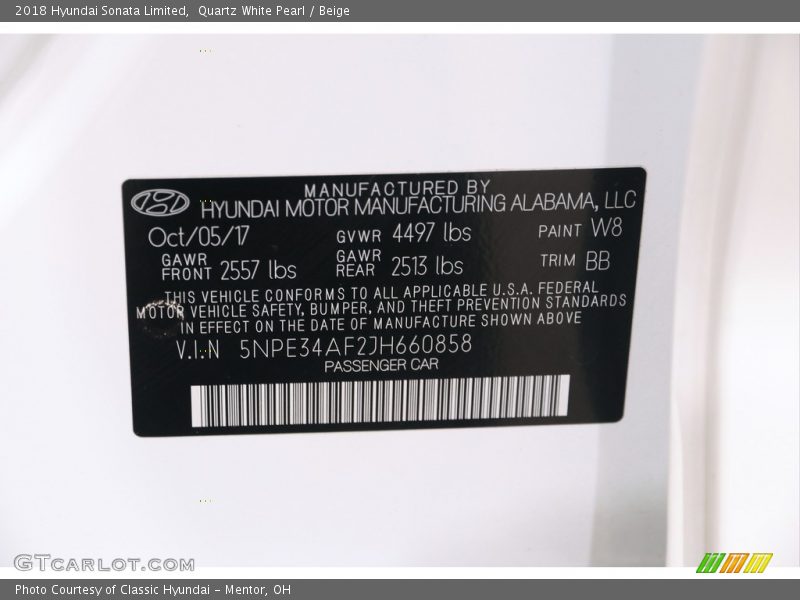 2018 Hyundai Sonata Limited,  Quartz White Pearl / Beige
MANUFACTURED BY
HYUNDAI MOTOR MANUFACTURING ALABAMA, LLC
Oct/05/17 GVWR 4497 lbs PAINT W8
GAWR FRONT 2557 lbs GAWR REAR 2513 lbs TRIM BB
THIS VEHICLE CONFORMS TO ALL APPLICABLE U.S.A. FEDERAL
MOTOR VEHICLE SAFETY, BUMPER, AND THEFT PREVENTION STANDARDS
IN EFFECT ON THE DATE OF MANUFACTURE SHOWN ABOVE
V.I.N 5NPE34AF2JH660858
PASSENGER CAR
GTcarlot.com
Photo Courtesy of Classic Hyundai - Mentor, OH